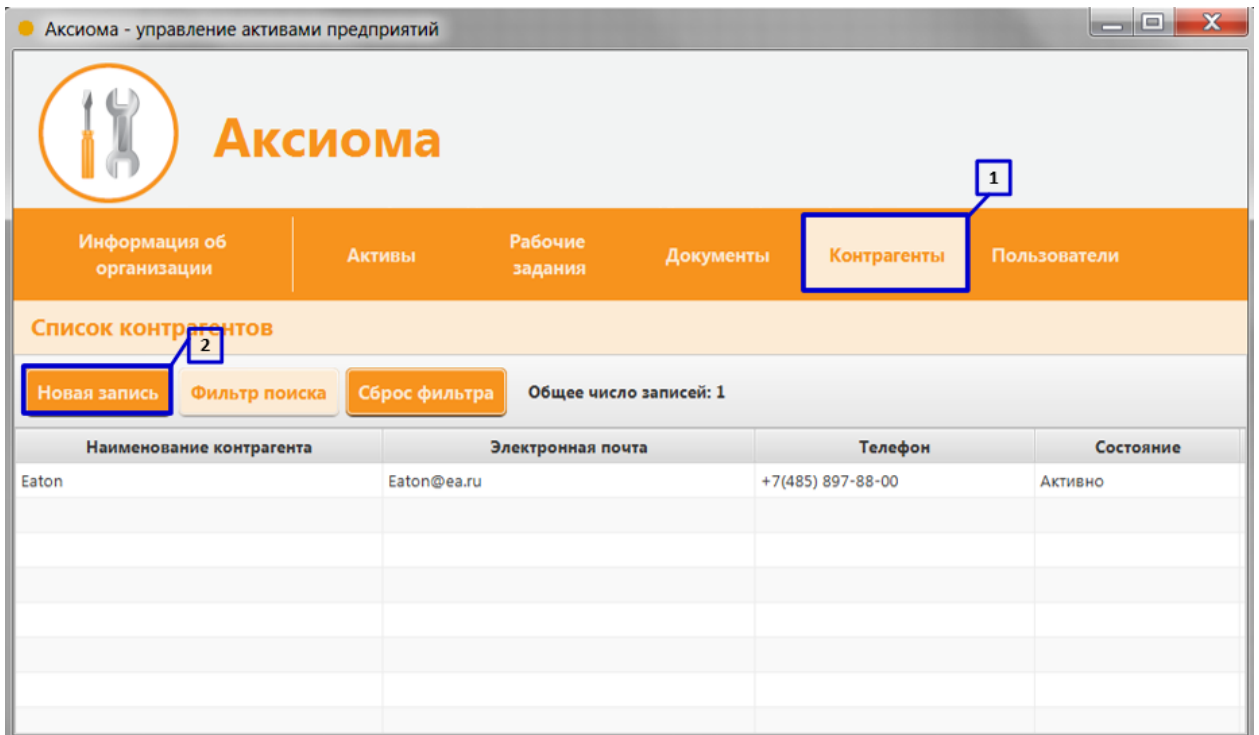 Аксиома - управление активами предприятий
Аксиома
1
Информация об
организации
Активы
Рабочие
задания
Документы
Контрагенты
Пользователи
Список контрагентов
2
Новая запись
Фильтр поиска
Сброс фильтра
Общее число записей: 1
Наименование контрагента
Электронная почта
Телефон
Состояние
Eaton
Eaton@ea.ru
+7(485) 897-88-00
Активно